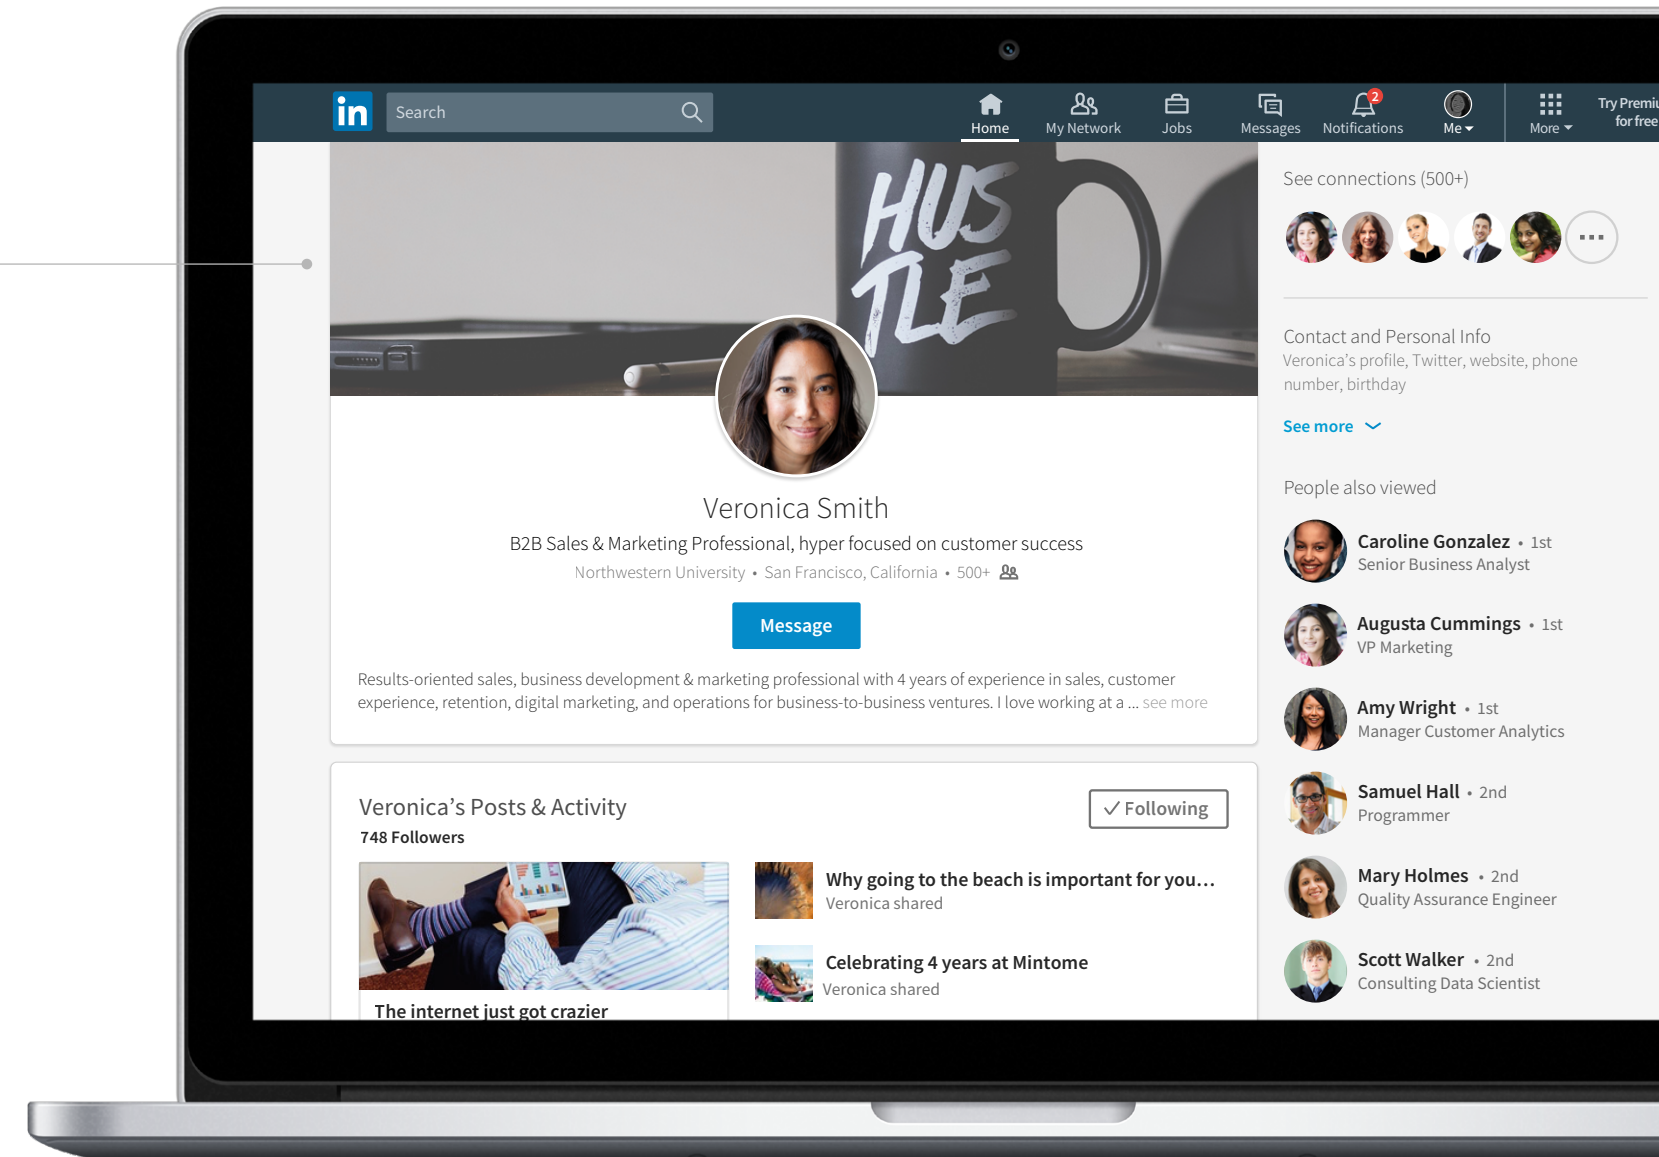 in
Search
Home
My Network
Jobs
Messages
2
Notifications
Me
More
Try Premiu
for free
HUS
TLE
Veronica Smith
B2B Sales & Marketing Professional, hyper focused on customer success
Northwestern University • San Francisco, California • 500+
Message
Results-oriented sales, business development & marketing professional with 4 years of experience in sales, customer
experience, retention, digital marketing, and operations for business-to-business ventures. I love working at a ... see more
Veronica's Posts & Activity
748 Followers
Following
The internet just got crazier
Why going to the beach is important for you...
Veronica shared
Celebrating 4 years at Mintome
Veronica shared
See connections (500+)
Contact and Personal Info
Veronica's profile, Twitter, website, phone
number, birthday
See more
People also viewed
Caroline Gonzalez • 1st
Senior Business Analyst
Augusta Cummings • 1st
VP Marketing
Amy Wright • 1st
Manager Customer Analytics
Samuel Hall • 2nd
Programmer
Mary Holmes • 2nd
Quality Assurance Engineer
Scott Walker • 2nd
Consulting Data Scientist